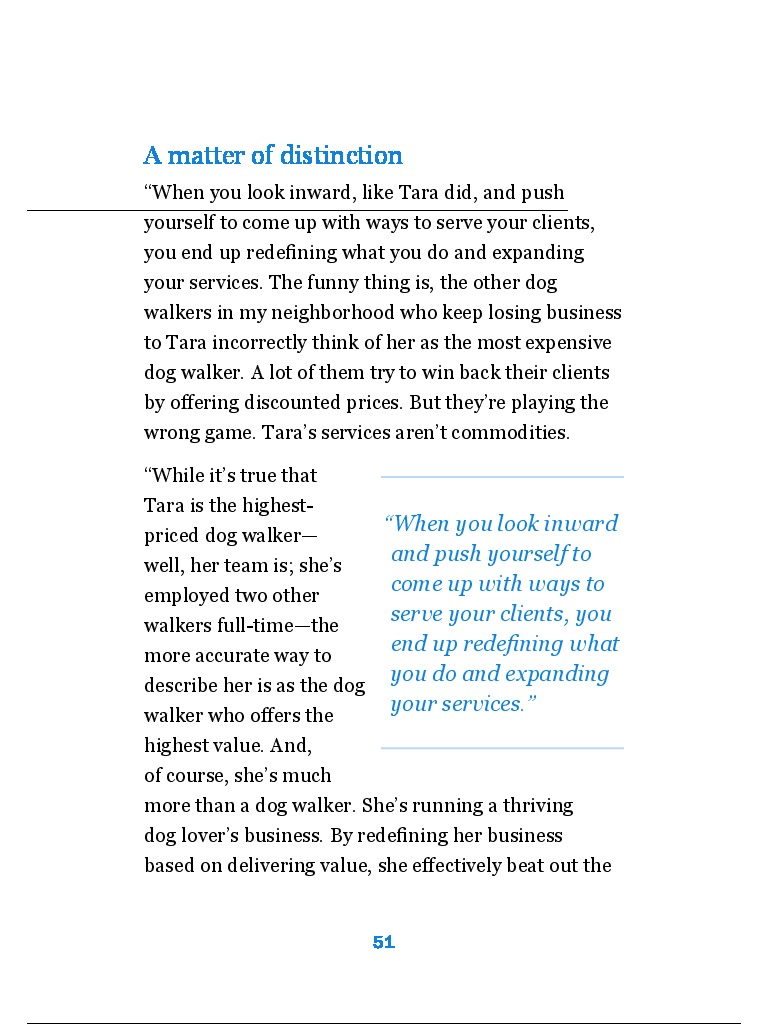 A matter of distinction
“When you look inward, like Tara did, and push
yourself to come up with ways to serve your clients,
you end up redefining what you do and expanding
your services. The funny thing is, the other dog
walkers in my neighborhood who keep losing business
to Tara incorrectly think of her as the most expensive
dog walker. A lot of them try to win back their clients
by offering discounted prices. But they’re playing the
wrong game. Tara’s services aren’t commodities.
“While it’s true that
Tara is the highest-
priced dog walker—
well, her team is; she’s
employed two other
walkers full-time—the
more accurate way to
describe her is as the dog
walker who offers the
highest value. And,
of course, she’s much
more than a dog walker. She’s running a thriving
dog lover’s business. By redefining her business
based on delivering value, she effectively beat out the
“When you look inward
and push yourself to
come up with ways to
serve your clients, you
end up redefining what
you do and expanding
your services.”
51